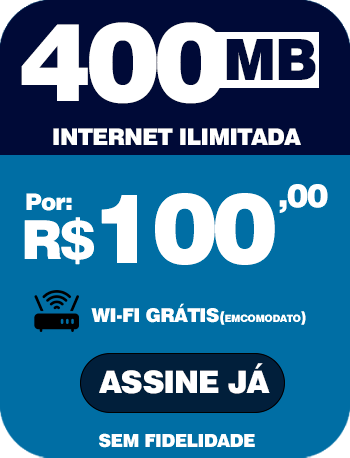 400MB
INTERNET ILIMITADA
Por:
R$100,00
WI-FI GRÁTIS(EMCOMODATO)
ASSINE JÁ
SEM FIDELIDADE